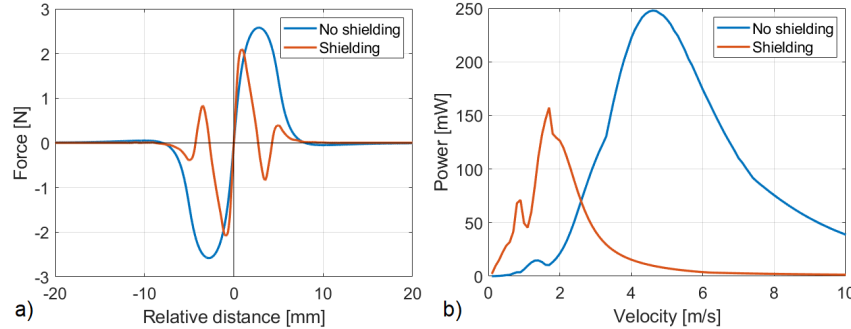 3
2
1
0
-1
-2
-3
Force [N]
-20
-10
0
10
20
Relative distance [mm]
No shielding
Shielding
a)
250
200
150
100
50
0
Power [mW]
0
2
4
6
8
10
Velocity [m/s]
No shielding
Shielding
b)